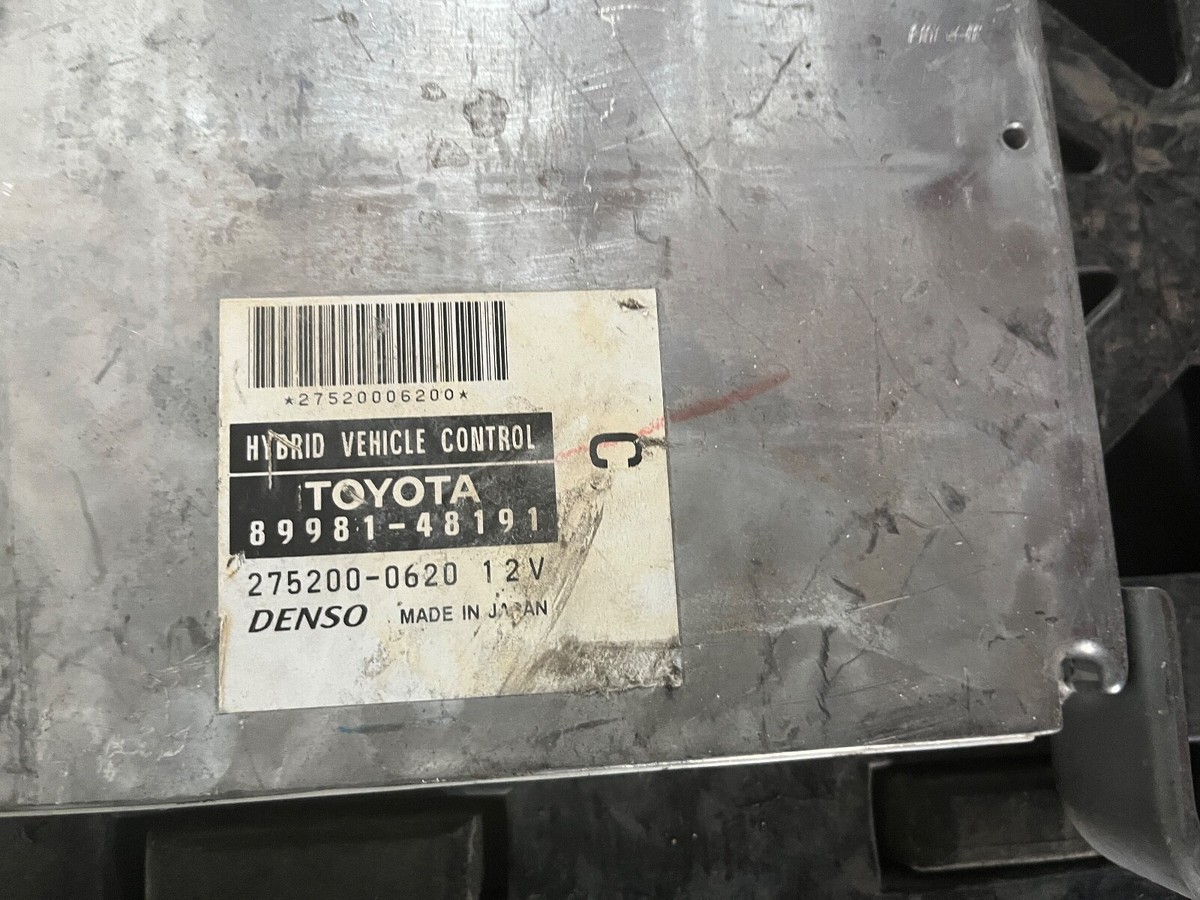 *27520006200*
HYBRID VEHICLE CONTROL
C
TOYOTA
89981-48191
275200-0620 12V
DENSO MADE IN JAPAN